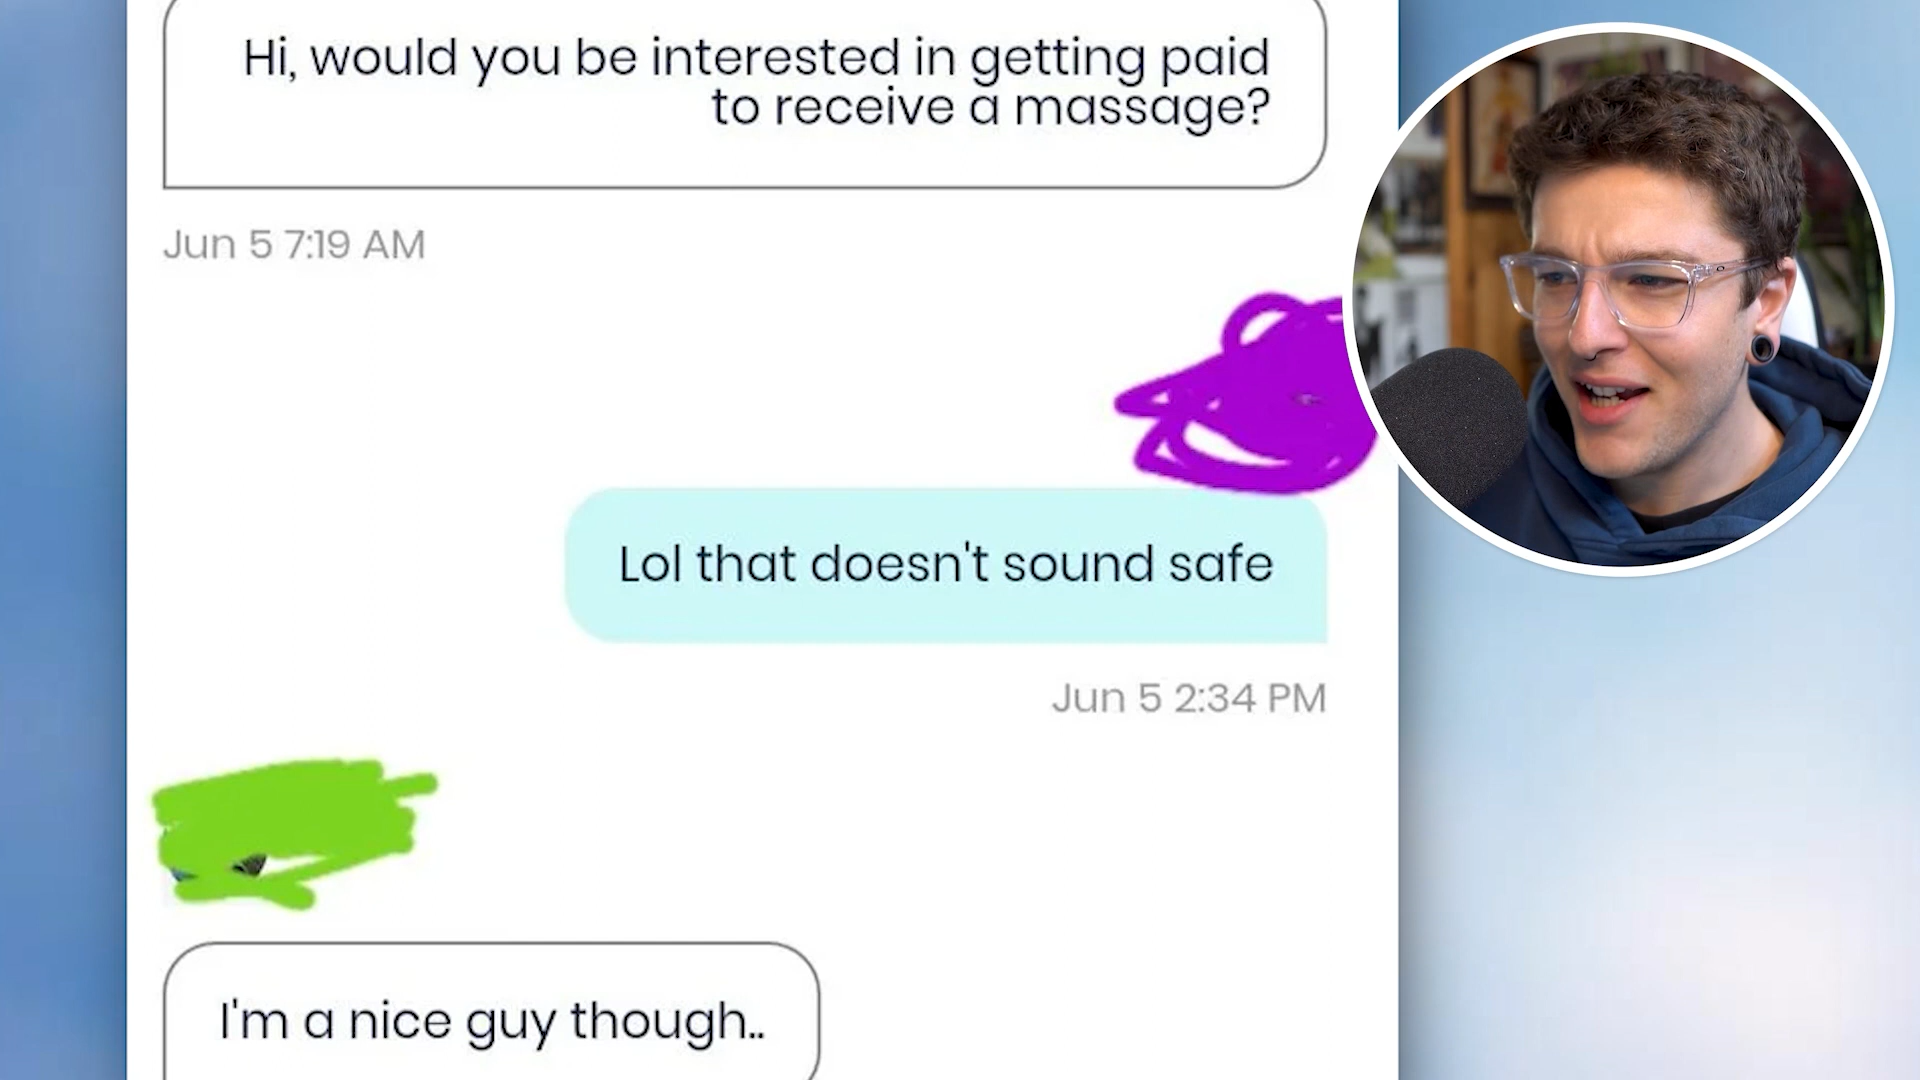 Hi, would you be interested in getting paid
to receive a massage?
Jun 5 7:19 AM
Lol that doesn't sound safe
Jun 5 2:34 PM
I'm a nice guy though..